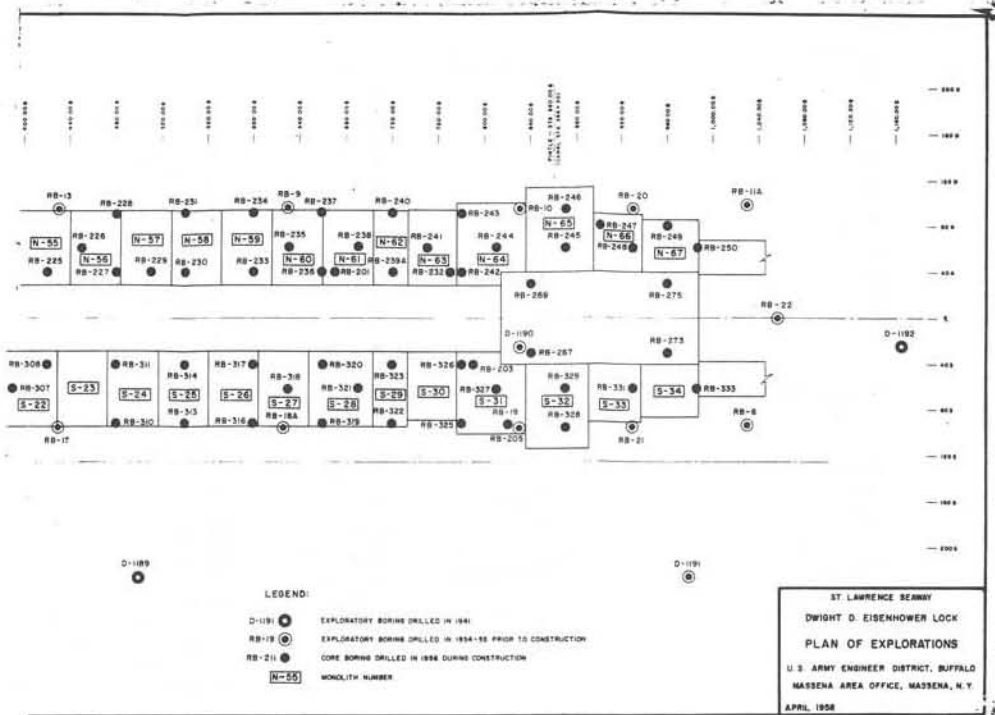 PINTLE - STA
RB-13
RB-9
RB-20
RB-11A
RB-228
RB-231
RB-234
RB-237
RB-240
RB-243
RB-10
RB-246
N-55
RB-226
N-57
N-58
N-59
RB-235
RB-238
N-62
RB-241
RB-244
N-65
RB-247
RB-249
N-66
RB-225
N-56
RB-227
RB-229
RB-230
RB-233
N-60
RB-236
N-61
RB-201
RB-239A
N-63
RB-232
N-64
RB-242
RB-245
RB-248
N-67
RB-250
RB-269
RB-275
RB-22
D-1190
D-1192
RB-267
RB-273
RB-308
RB-311
RB-314
RB-317
RB-320
RB-323
RB-326
RB-203
RB-307
S-23
S-24
S-25
S-26
RB-318
RB-321
S-29
S-30
RB-327
RB-329
RB-331
S-34
RB-333
S-22
S-27
S-28
S-31
S-32
S-33
RB-310
RB-313
RB-316
RB-18A
RB-319
RB-322
RB-325
RB-19
RB-328
RB-17
RB-205
RB-21
RB-8
D-1189
D-1191
LEGEND:
D-1191 EXPLORATORY BORING DRILLED IN 1941
RB-19 EXPLORATORY BORING DRILLED IN 1954-55 PRIOR TO CONSTRUCTION
RB-211 CORE BORING DRILLED IN 1956 DURING CONSTRUCTION
N-55 MONOLITH NUMBER
ST. LAWRENCE SEAWAY
DWIGHT D. EISENHOWER LOCK
PLAN OF EXPLORATIONS
U.S. ARMY ENGINEER DISTRICT, BUFFALO
MASSENA AREA OFFICE, MASSENA, N.Y.
APRIL 1958